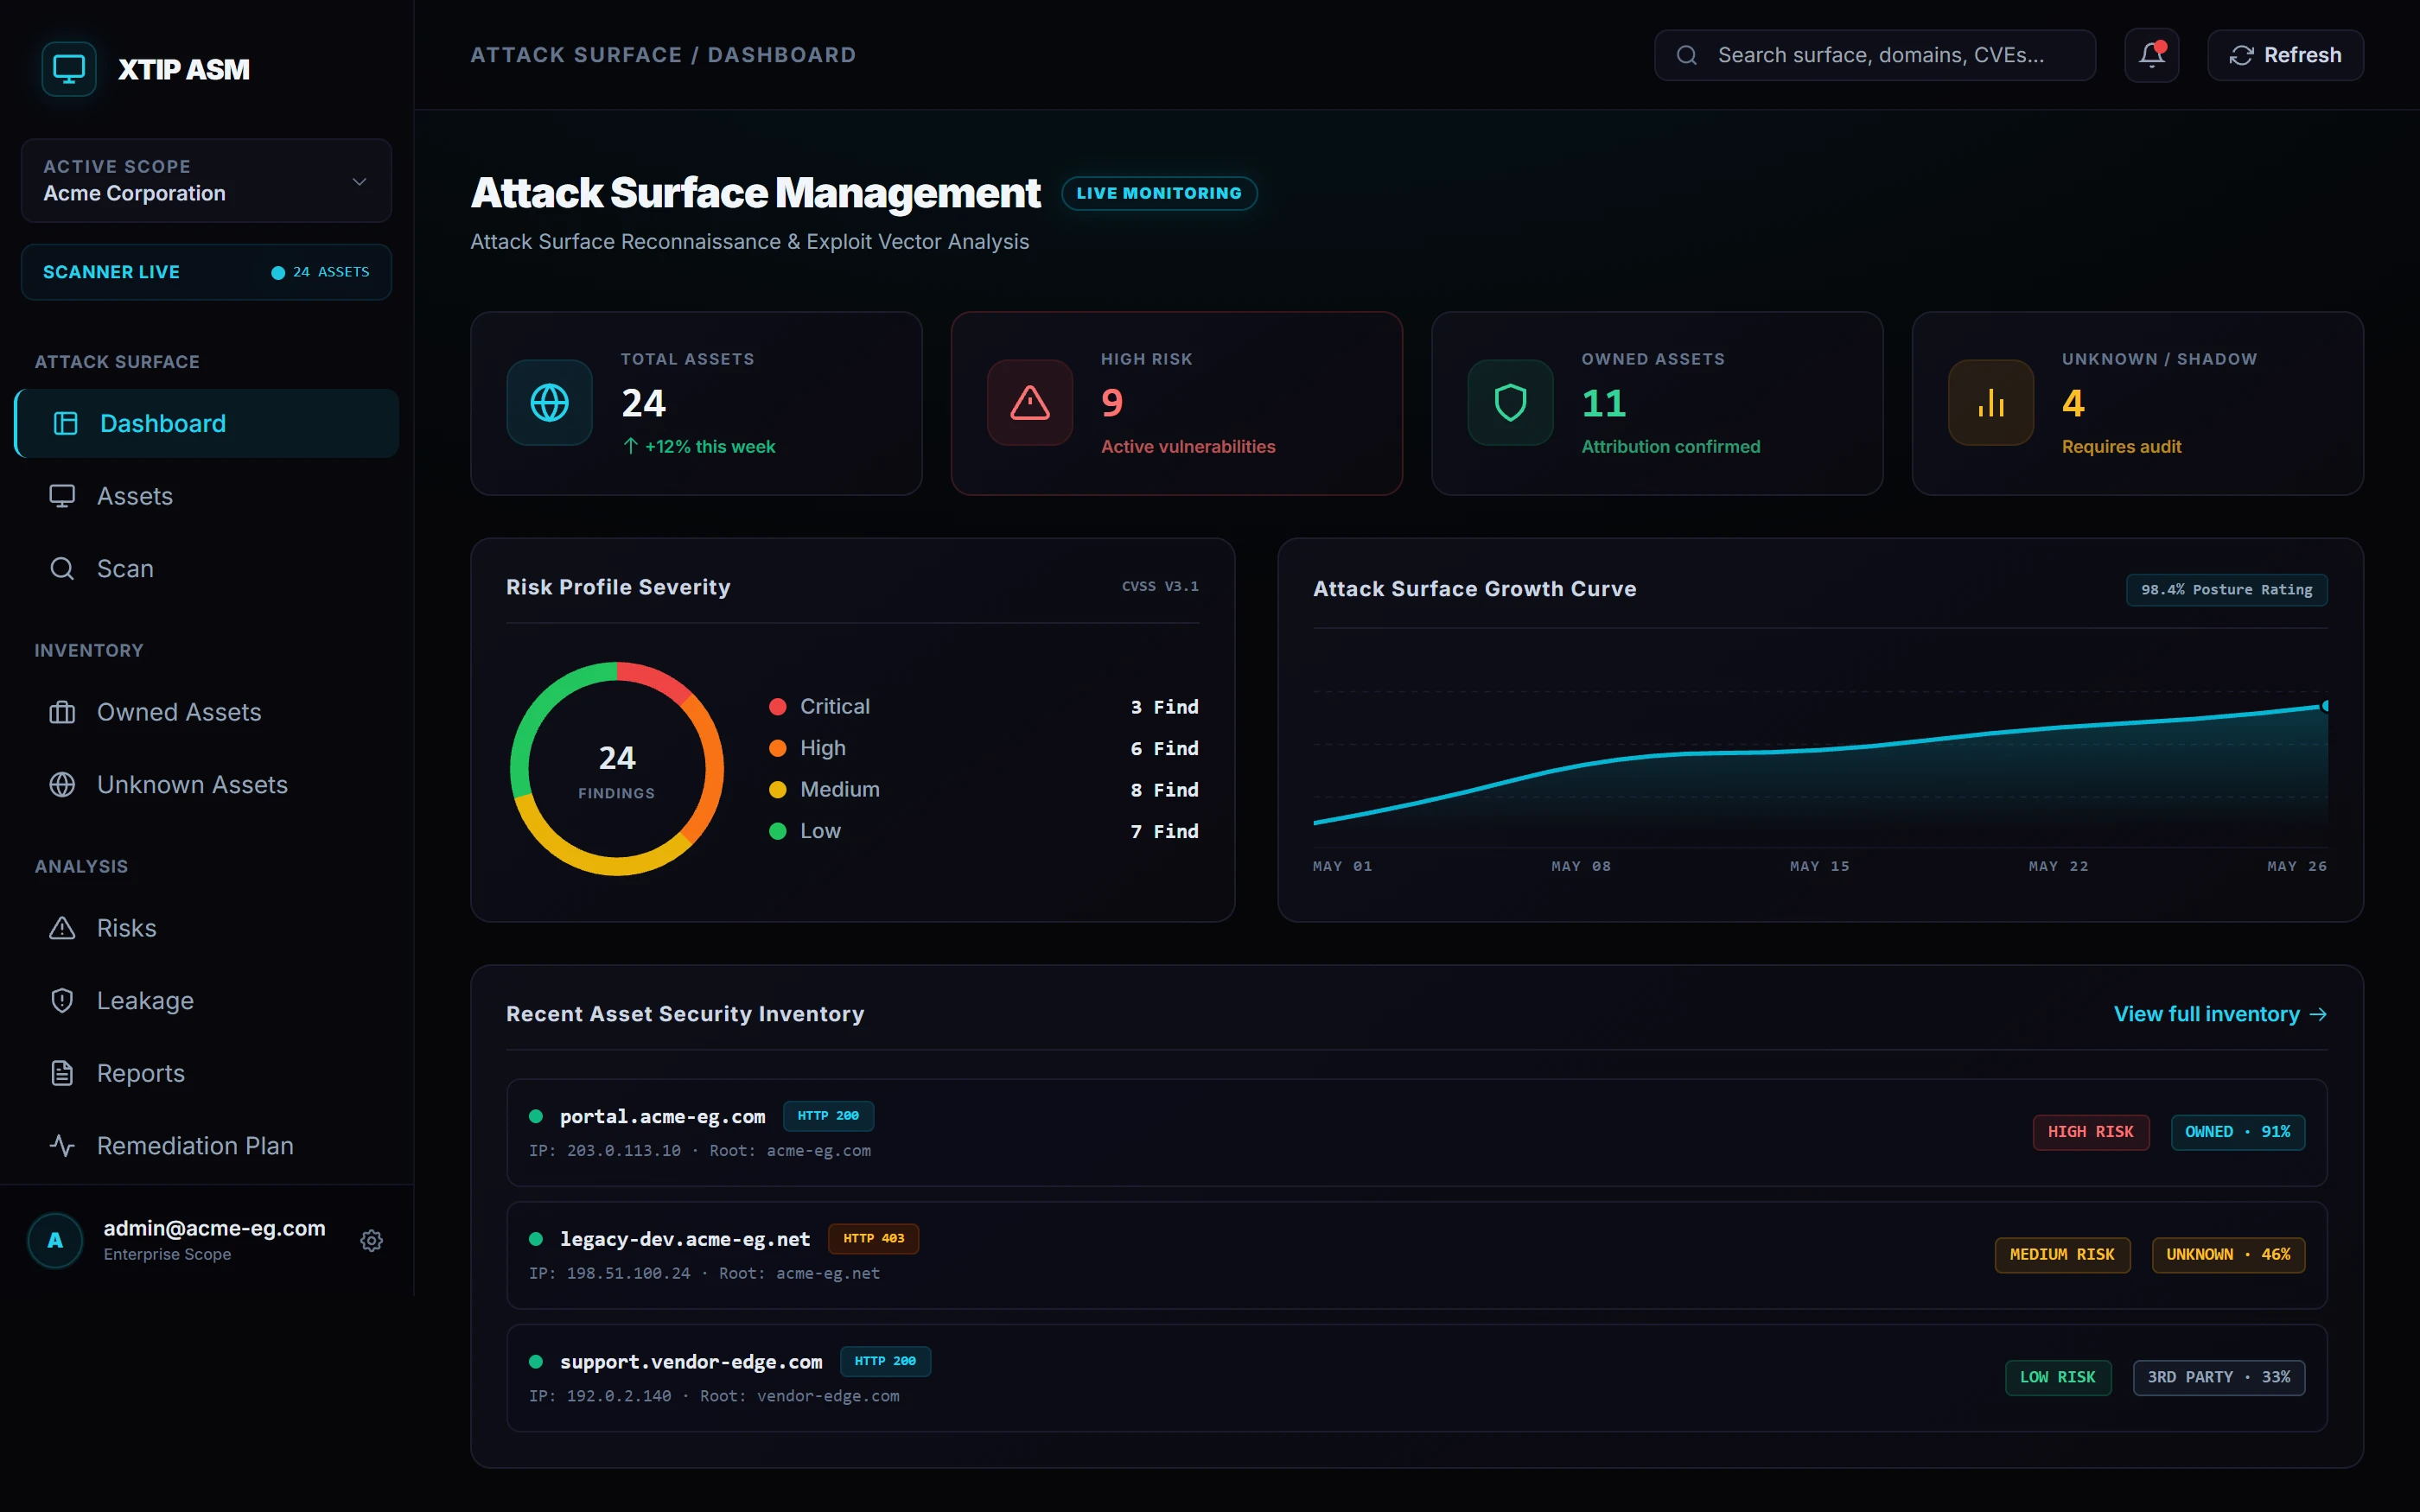 XTIP ASM
ACTIVE SCOPE
Acme Corporation
SCANNER LIVE
24 ASSETS
ATTACK SURFACE
Dashboard
Assets
Scan
INVENTORY
Owned Assets
Unknown Assets
ANALYSIS
Risks
Leakage
Reports
Remediation Plan
A
admin@acme-eg.com
Enterprise Scope
ATTACK SURFACE / DASHBOARD
Search surface, domains, CVEs...
Refresh
Attack Surface Management
LIVE MONITORING
Attack Surface Reconnaissance & Exploit Vector Analysis
TOTAL ASSETS
24
↑ +12% this week
HIGH RISK
9
Active vulnerabilities
OWNED ASSETS
11
Attribution confirmed
UNKNOWN / SHADOW
4
Requires audit
Risk Profile Severity
CVSS V3.1
24
FINDINGS
Critical 3 Find
High 6 Find
Medium 8 Find
Low 7 Find
Attack Surface Growth Curve
98.4% Posture Rating
MAY 01 MAY 08 MAY 15 MAY 22 MAY 26
Recent Asset Security Inventory
View full inventory →
portal.acme-eg.com HTTP 200
IP: 203.0.113.10 · Root: acme-eg.com
HIGH RISK OWNED · 91%
legacy-dev.acme-eg.net HTTP 403
IP: 198.51.100.24 · Root: acme-eg.net
MEDIUM RISK UNKNOWN · 46%
support.vendor-edge.com HTTP 200
IP: 192.0.2.140 · Root: vendor-edge.com
LOW RISK 3RD PARTY · 33%